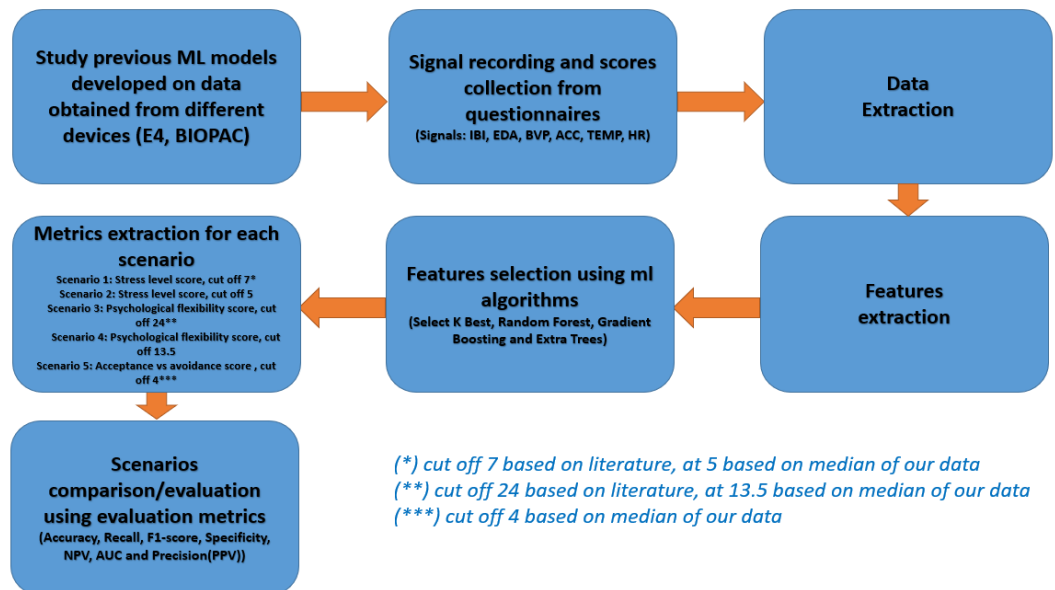 Study previous ML models
developed on data
obtained from different
devices (E4, BIOPAC)
Signal recording and scores
collection from
questionnaires
(Signals: IBI, EDA, BVP, ACC, TEMP, HR)
Data
Extraction
Features
extraction
Features selection using ml
algorithms
(Select K Best, Random Forest, Gradient
Boosting and Extra Trees)
Metrics extraction for each
scenario
Scenario 1: Stress level score, cut off 7*
Scenario 2: Stress level score, cut off 5
Scenario 3: Psychological flexibility score, cut
off 24**
Scenario 4: Psychological flexibility score, cut
off 13.5
Scenario 5: Acceptance vs avoidance score , cut
off 4***
Scenarios
comparison/evaluation
using evaluation metrics
(Accuracy, Recall, F1-score, Specificity,
NPV, AUC and Precision(PPV))
(*) cut off 7 based on literature, at 5 based on median of our data
(**) cut off 24 based on literature, at 13.5 based on median of our data
(***) cut off 4 based on median of our data